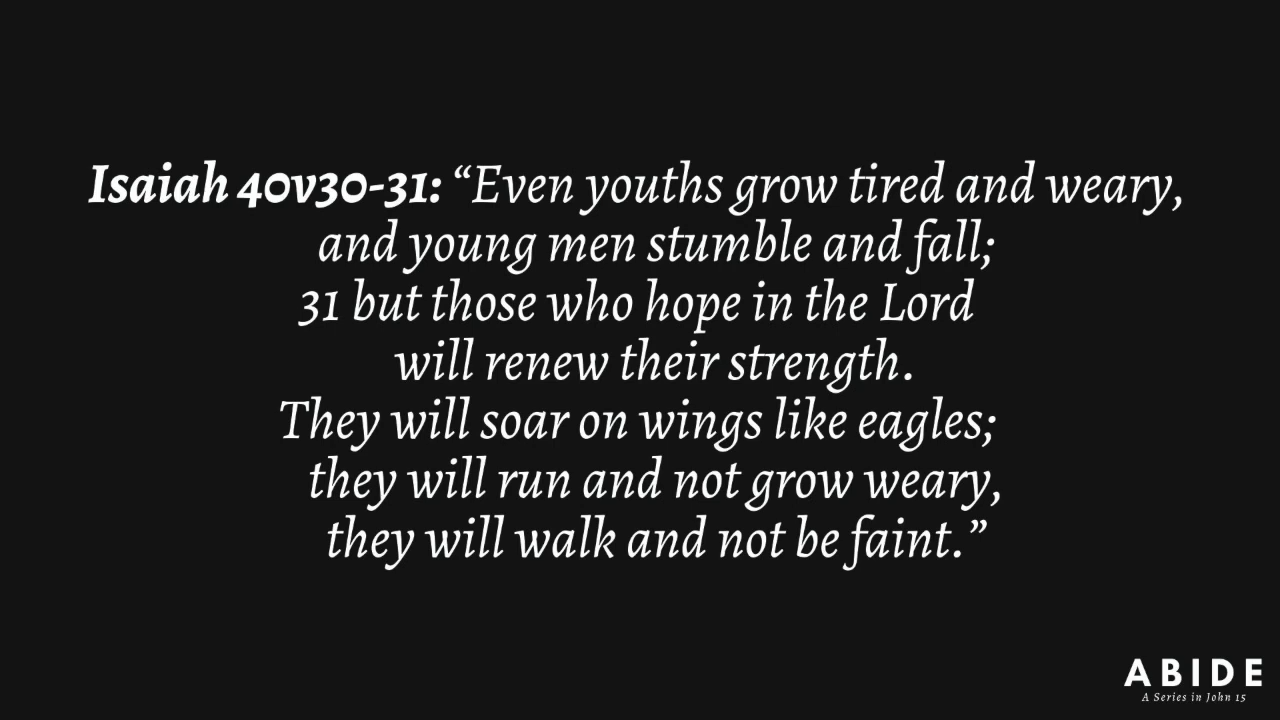 Isaiah 40v30-31: “Even youths grow tired and weary,
and young men stumble and fall;
31 but those who hope in the Lord
will renew their strength.
They will soar on wings like eagles;
they will run and not grow weary,
they will walk and not be faint.”
ABIDE
A Series in John 15